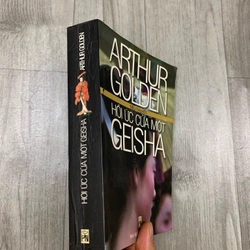 ARTHUR
GOLDEN
HỒI ỨC CỦA MỘT
GEISHA
HỒI ỨC CỦA MỘT GEISHA
ARTHUR GOLDEN